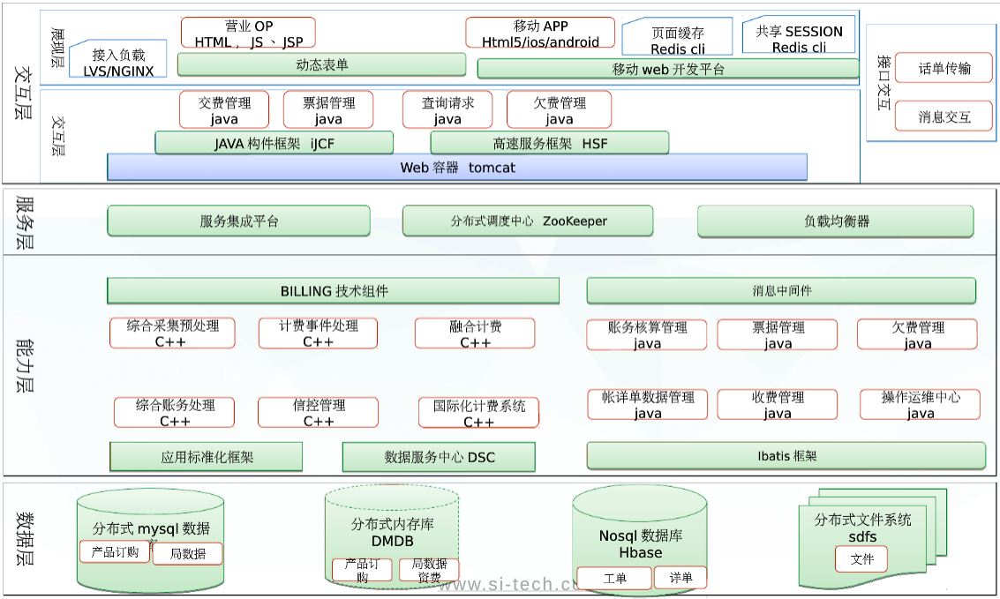 交互层
展现层
接入负载
LVS/NGINX
营业 OP
HTML ， JS 、 JSP
动态表单
移动 APP
Html5/ios/android
页面缓存
Redis cli
共享 SESSION
Redis cli
移动 web 开发平台
交互层
交费管理
java
票据管理
java
查询请求
java
欠费管理
java
JAVA 构件框架 iJCF
高速服务框架 HSF
Web 容器 tomcat
接口交互
话单传输
消息交互
服务层
服务集成平台
分布式调度中心 ZooKeeper
负载均衡器
能力层
BILLING 技术组件
消息中间件
综合采集预处理
C++
计费事件处理
C++
融合计费
C++
账务核算管理
java
票据管理
java
欠费管理
java
综合账务处理
C++
信控管理
C++
国际化计费系统
C++
帐详单数据管理
java
收费管理
java
操作运维中心
java
应用标准化框架
数据服务中心 DSC
Ibatis 框架
数据层
分布式 mysql 数据
产品订购
局数据
分布式内存库
DMDB
产品订
购
局数据
资费
Nosql 数据库
Hbase
工单
详单
分布式文件系统
sdfs
文件
www.si-tech.c